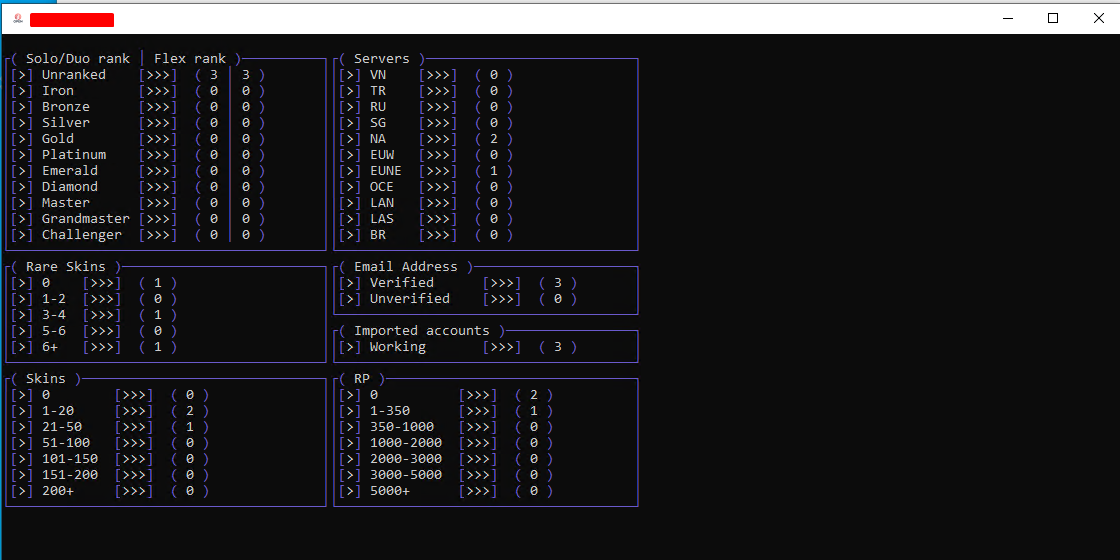 ( Solo/Duo rank | Flex rank )
[>] Unranked [>>>] ( 3 | 3 )
[>] Iron [>>>] ( 0 | 0 )
[>] Bronze [>>>] ( 0 | 0 )
[>] Silver [>>>] ( 0 | 0 )
[>] Gold [>>>] ( 0 | 0 )
[>] Platinum [>>>] ( 0 | 0 )
[>] Emerald [>>>] ( 0 | 0 )
[>] Diamond [>>>] ( 0 | 0 )
[>] Master [>>>] ( 0 | 0 )
[>] Grandmaster [>>>] ( 0 | 0 )
[>] Challenger [>>>] ( 0 | 0 )
( Servers )
[>] VN [>>>] ( 0 )
[>] TR [>>>] ( 0 )
[>] RU [>>>] ( 0 )
[>] SG [>>>] ( 0 )
[>] NA [>>>] ( 2 )
[>] EUW [>>>] ( 0 )
[>] EUNE [>>>] ( 1 )
[>] OCE [>>>] ( 0 )
[>] LAN [>>>] ( 0 )
[>] LAS [>>>] ( 0 )
[>] BR [>>>] ( 0 )
( Rare Skins )
[>] 0 [>>>] ( 1 )
[>] 1-2 [>>>] ( 0 )
[>] 3-4 [>>>] ( 1 )
[>] 5-6 [>>>] ( 0 )
[>] 6+ [>>>] ( 1 )
( Email Address )
[>] Verified [>>>] ( 3 )
[>] Unverified [>>>] ( 0 )
( Imported accounts )
[>] Working [>>>] ( 3 )
( Skins )
[>] 0 [>>>] ( 0 )
[>] 1-20 [>>>] ( 2 )
[>] 21-50 [>>>] ( 1 )
[>] 51-100 [>>>] ( 0 )
[>] 101-150 [>>>] ( 0 )
[>] 151-200 [>>>] ( 0 )
[>] 200+ [>>>] ( 0 )
( RP )
[>] 0 [>>>] ( 2 )
[>] 1-350 [>>>] ( 1 )
[>] 350-1000 [>>>] ( 0 )
[>] 1000-2000 [>>>] ( 0 )
[>] 2000-3000 [>>>] ( 0 )
[>] 3000-5000 [>>>] ( 0 )
[>] 5000+ [>>>] ( 0 )